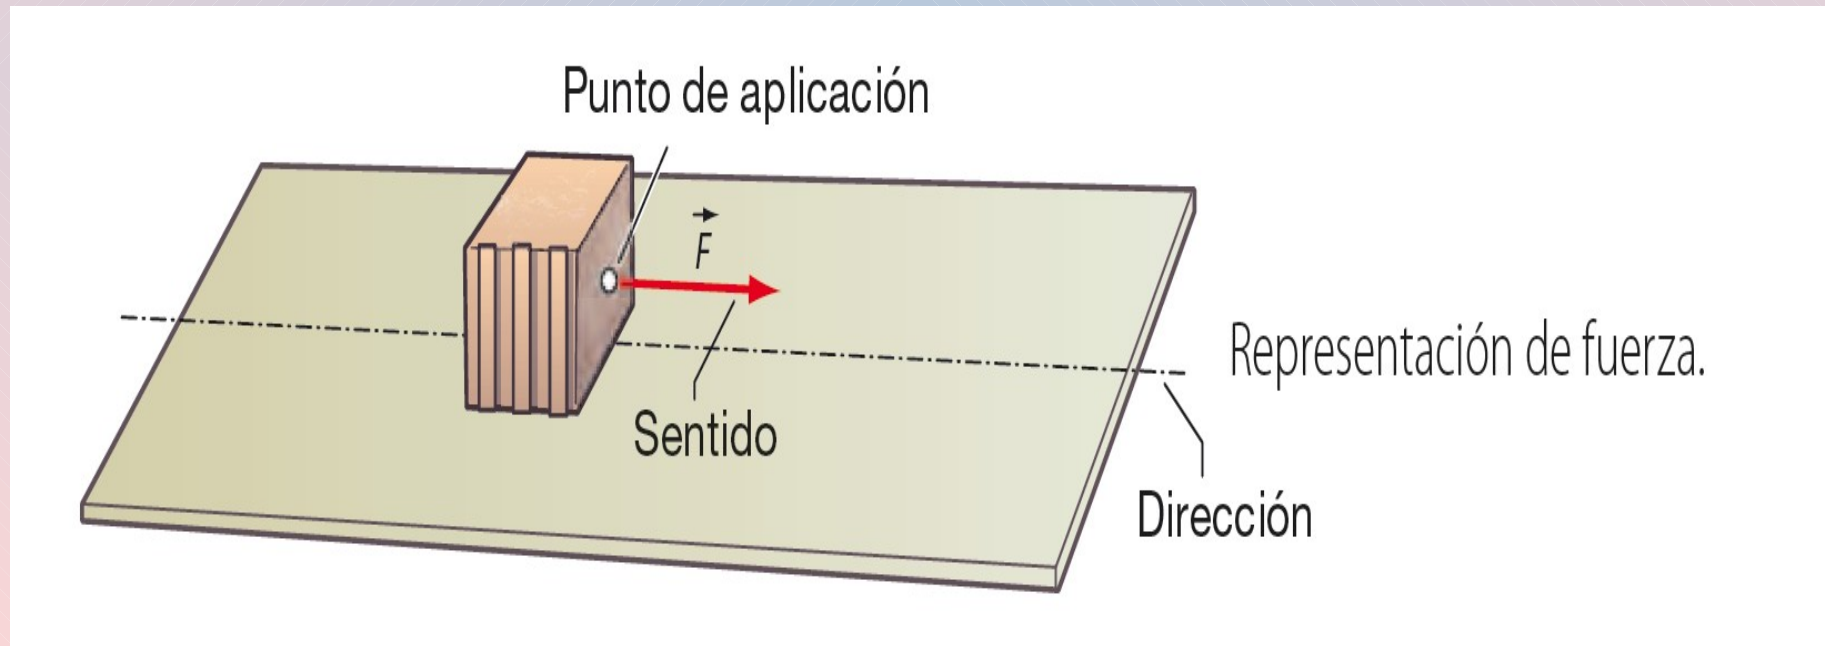 Punto de aplicación
F
Representación de fuerza.
Sentido
Dirección